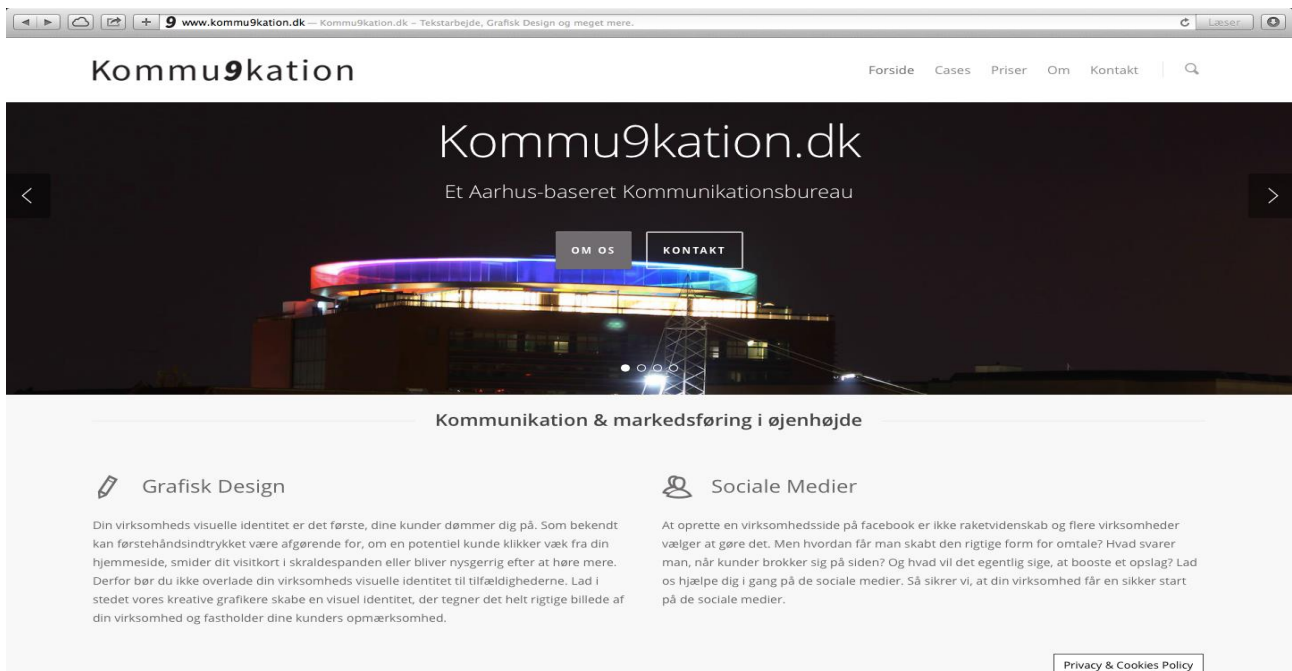 9 www.kommu9kation.dk — Kommu9kation.dk – Tekstarbejde, Grafisk Design og meget mere.
Læser
Kommu9kation
Forside Cases Priser Om Kontakt
Kommu9kation.dk
Et Aarhus-baseret Kommunikationsbureau
OM OS KONTAKT
Kommunikation & markedsføring i øjenhøjde
Grafisk Design
Din virksomheds visuelle identitet er det første, dine kunder dømmer dig på. Som bekendt
kan førstehåndsindtrykket være afgørende for, om en potentiel kunde klikker væk fra din
hjemmeside, smider dit visitkort i skraldespanden eller bliver nysgerrig efter at høre mere.
Derfor bør du ikke overlade din virksomheds visuelle identitet til tilfældighederne. Lad i
stedet vores kreative grafikere skabe en visuel identitet, der tegner det helt rigtige billede af
din virksomhed og fastholder dine kunders opmærksomhed.
Sociale Medier
At oprette en virksomhedsside på facebook er ikke raketvidenskab og flere virksomheder
vælger at gøre det. Men hvordan får man skabt den rigtige form for omtale? Hvad svarer
man, når kunder brokker sig på siden? Og hvad vil det egentlig sige, at booste et opslag? Lad
os hjælpe dig i gang på de sociale medier. Så sikrer vi, at din virksomhed får en sikker start
på de sociale medier.
Privacy & Cookies Policy